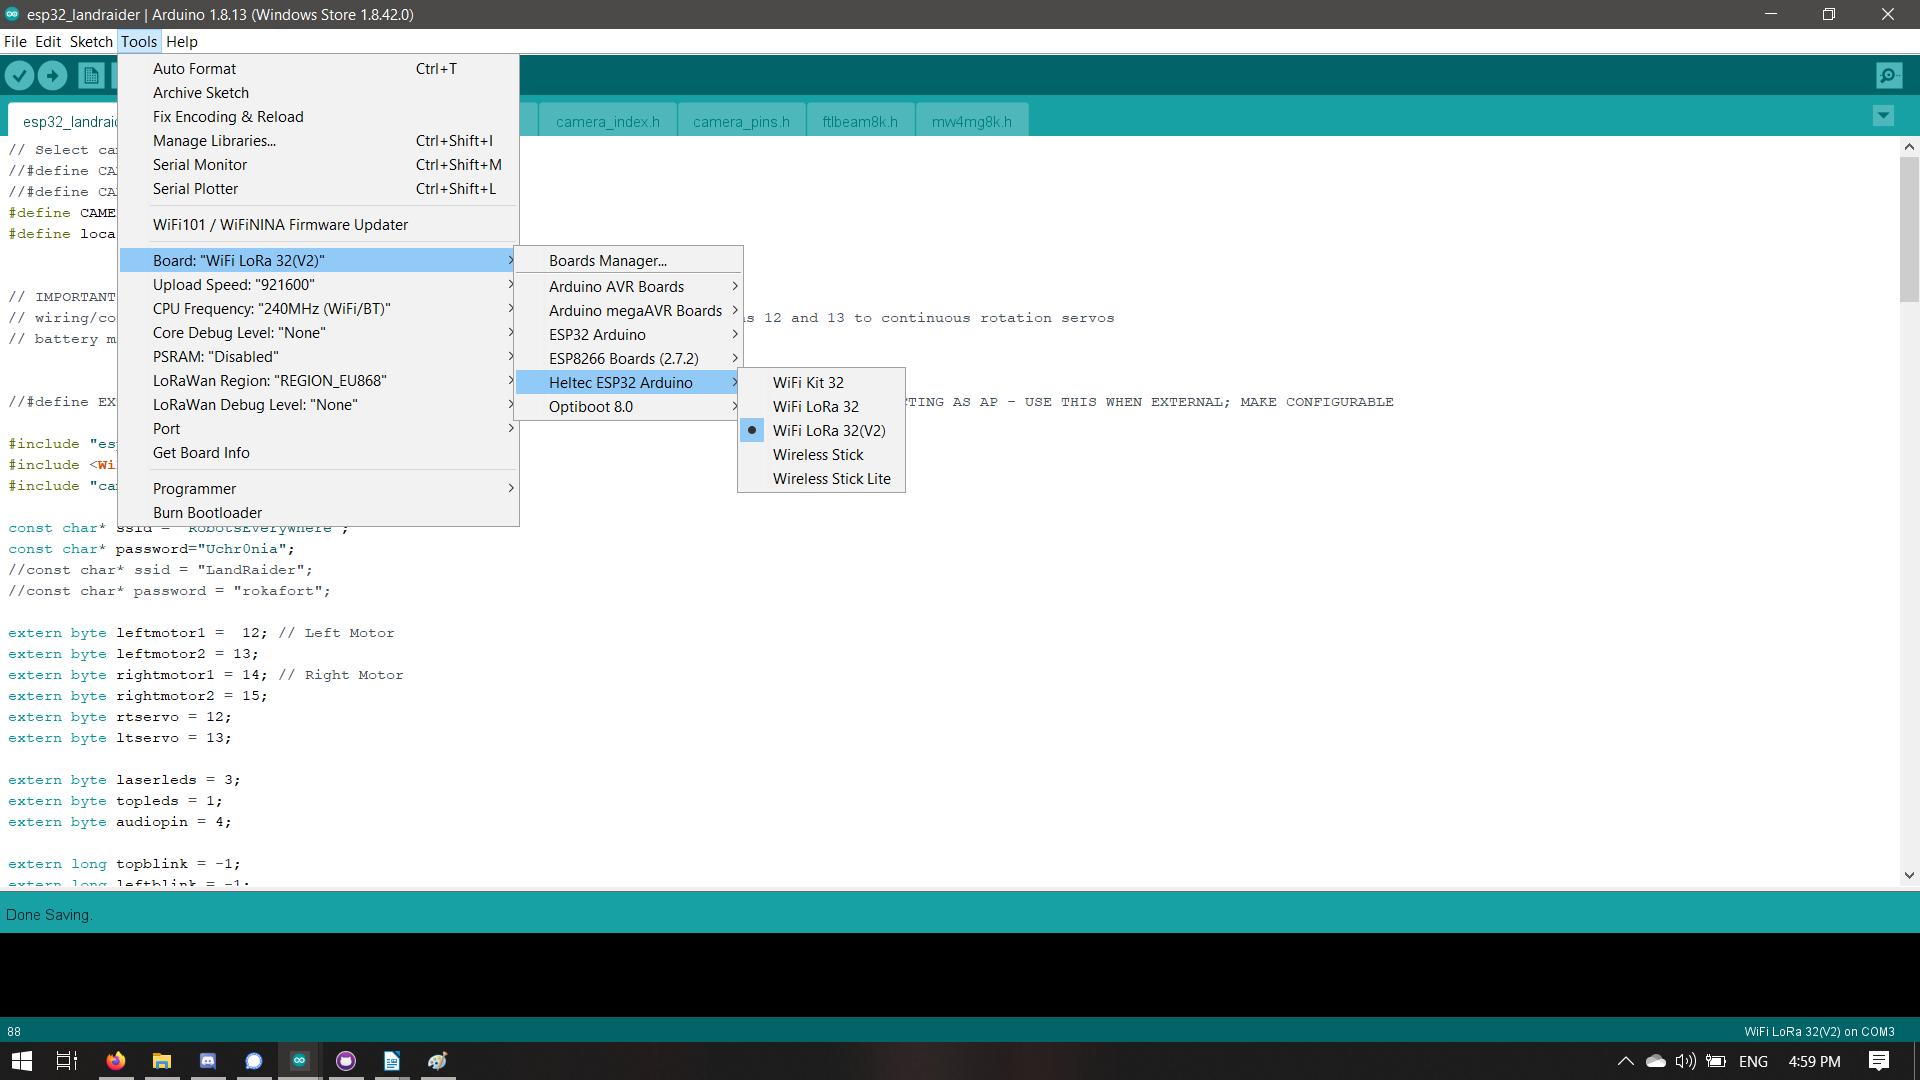 esp32_landraider | Arduino 1.8.13 (Windows Store 1.8.42.0)
File Edit Sketch Tools Help
Auto Format Ctrl+T
Archive Sketch
Fix Encoding & Reload
Manage Libraries... Ctrl+Shift+I
Serial Monitor Ctrl+Shift+M
Serial Plotter Ctrl+Shift+L
WiFi101 / WiFiNINA Firmware Updater
Board: "WiFi LoRa 32(V2)"
Upload Speed: "921600"
CPU Frequency: "240MHz (WiFi/BT)"
Core Debug Level: "None"
PSRAM: "Disabled"
LoRaWan Region: "REGION_EU868"
LoRaWan Debug Level: "None"
Port
Get Board Info
Programmer
Burn Bootloader
Boards Manager...
Arduino AVR Boards
Arduino megaAVR Boards
ESP32 Arduino
ESP8266 Boards (2.7.2)
Heltec ESP32 Arduino
Optiboot 8.0
WiFi Kit 32
WiFi LoRa 32
WiFi LoRa 32(V2)
Wireless Stick
Wireless Stick Lite
esp32_landrai camera_index.h camera_pins.h ftlbeam8k.h mw4mg8k.h
// Select ca
//#define CA
//#define CA
#define CAME
#define loca
// IMPORTANT
// wiring/co s 12 and 13 to continuous rotation servos
// battery m
//#define EX TING AS AP - USE THIS WHEN EXTERNAL; MAKE CONFIGURABLE
#include "es
#include <Wi
#include "ca
const char* ssid = "RobotsEverywhere";
const char* password="Uchr0nia";
//const char* ssid = "LandRaider";
//const char* password = "rokafort";
extern byte leftmotor1 =  12; // Left Motor
extern byte leftmotor2 = 13;
extern byte rightmotor1 = 14; // Right Motor
extern byte rightmotor2 = 15;
extern byte rtservo = 12;
extern byte ltservo = 13;
extern byte laserleds = 3;
extern byte topleds = 1;
extern byte audiopin = 4;
extern long topblink = -1;
extern long leftblink = -1;
Done Saving.
88 WiFi LoRa 32(V2) on COM3
ENG 4:59 PM